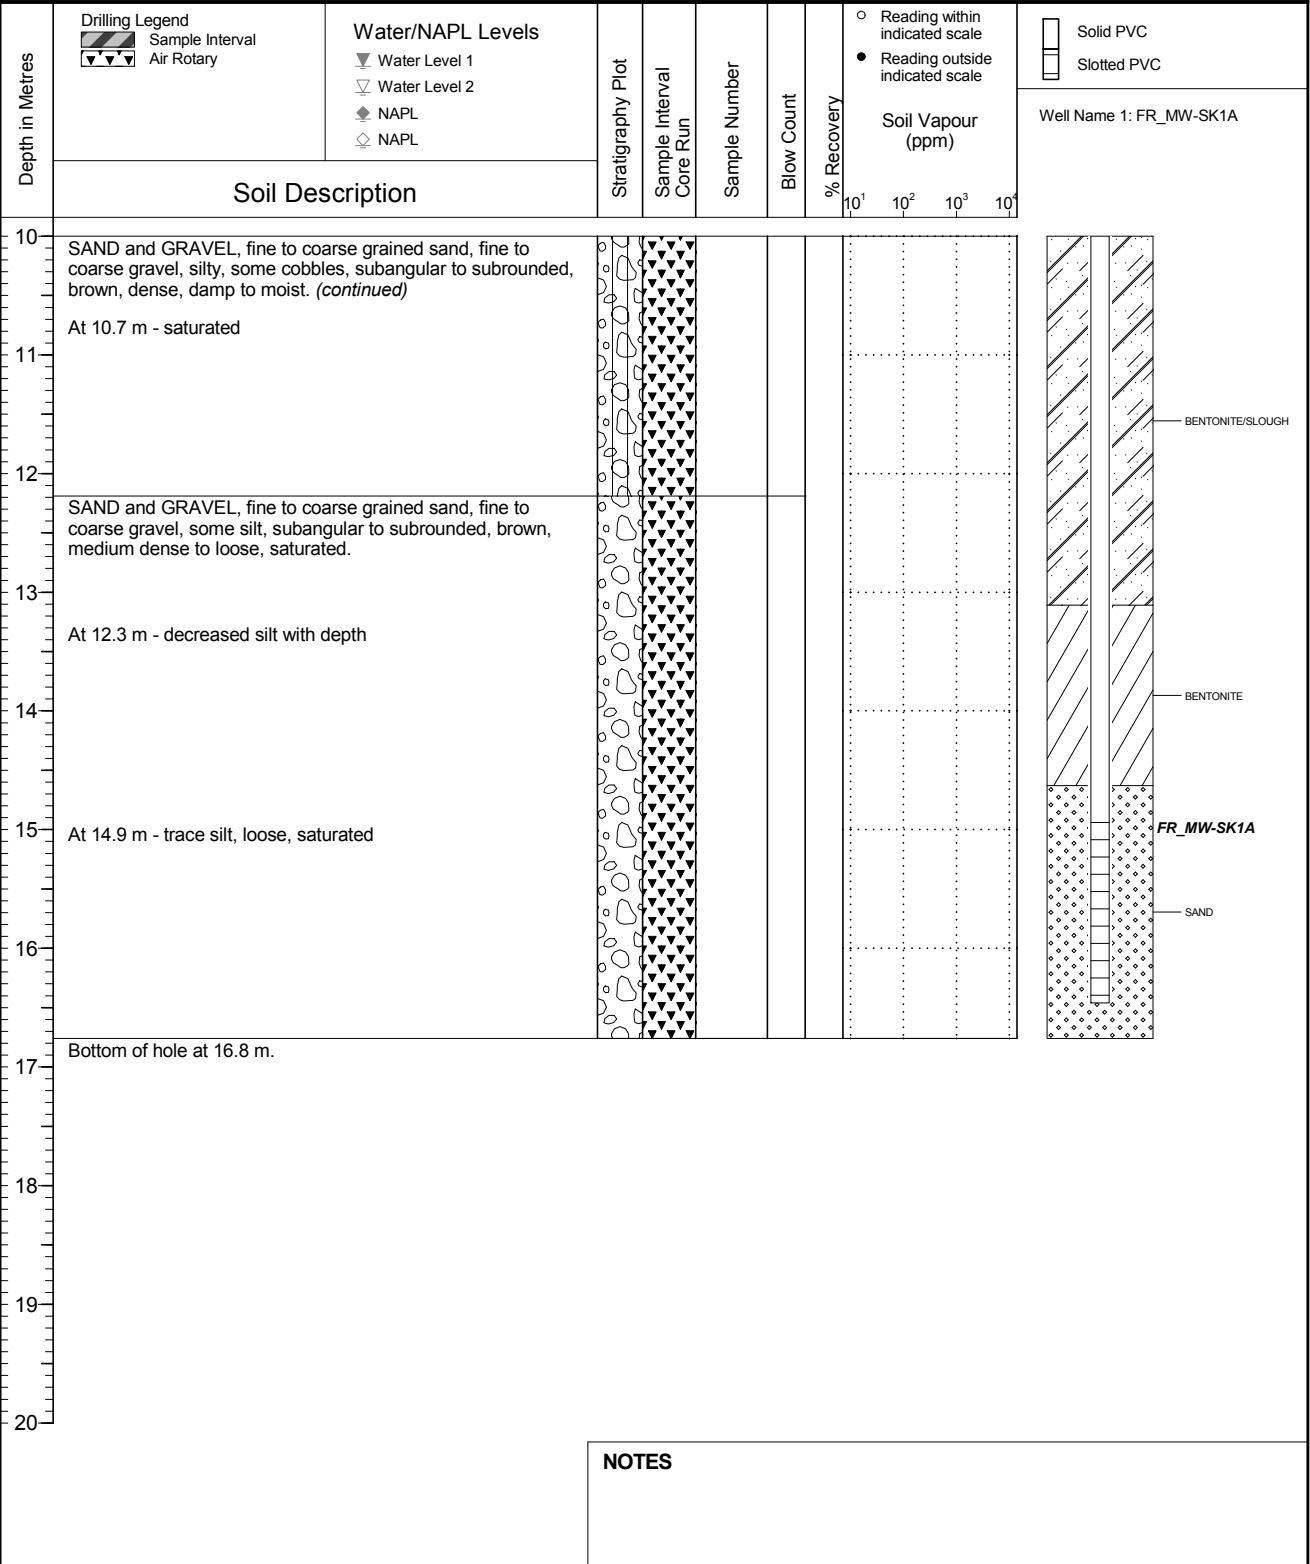 Depth in Metres
Drilling Legend
Sample Interval
Air Rotary
Water/NAPL Levels
Water Level 1
Water Level 2
NAPL
NAPL
Soil Description
Stratigraphy Plot
Sample Interval
Core Run
Sample Number
Blow Count
% Recovery
Reading within
indicated scale
Reading outside
indicated scale
Soil Vapour
(ppm)
10¹ 10² 10³ 10⁴
Solid PVC
Slotted PVC
Well Name 1: FR_MW-SK1A
10
SAND and GRAVEL, fine to coarse grained sand, fine to
coarse gravel, silty, some cobbles, subangular to subrounded,
brown, dense, damp to moist. (continued)
At 10.7 m - saturated
11
BENTONITE/SLOUGH
12
SAND and GRAVEL, fine to coarse grained sand, fine to
coarse gravel, some silt, subangular to subrounded, brown,
medium dense to loose, saturated.
13
At 12.3 m - decreased silt with depth
BENTONITE
14
15
At 14.9 m - trace silt, loose, saturated
FR_MW-SK1A
SAND
16
Bottom of hole at 16.8 m.
17
18
19
20
NOTES